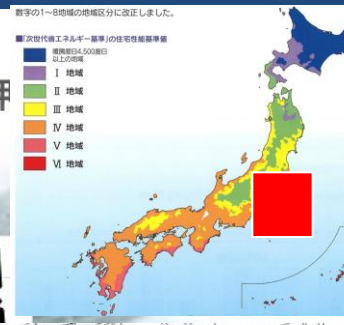 数字の1～8地域の地域区分に改正しました。
■「次世代省エネルギー基準」の住宅性能基準値
暖房度日4,500度日
以上の地域
Ⅰ 地域
Ⅱ 地域
Ⅲ 地域
Ⅳ 地域
Ⅴ 地域
Ⅵ 地域